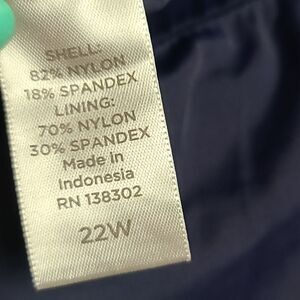 SHELL:
82% NYLON
18% SPANDEX
LINING:
70% NYLON
30% SPANDEX
Made in
Indonesia
RN 138302
22W